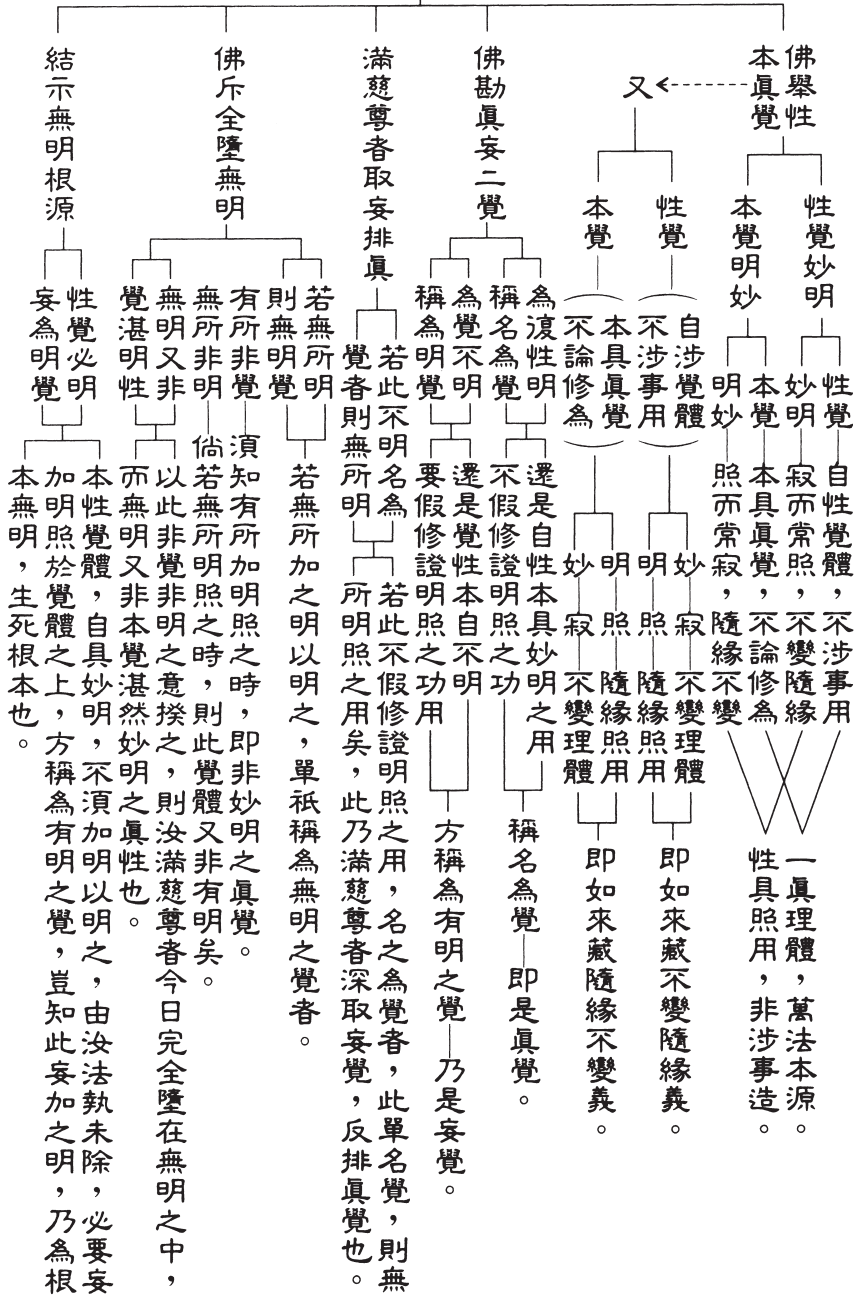 佛舉性
本眞覺
性覺妙明
性覺
自性覺體，不涉事用
妙明
寂而常照，不變隨緣
本覺明妙
本覺
本具眞覺，不論修為
明妙
照而常寂，隨緣不變
一眞理體，萬法本源。
性具照用，非涉事造。
又
性覺
自涉覺體
不涉事用
妙
寂
不變理體
明
照
隨緣照用
即如來藏不變隨緣義。
本覺
本具眞覺
不論修為
明
照
隨緣照用
妙
寂
不變理體
即如來藏隨緣不變義。
佛勘眞妄二覺
為復性明
稱名為覺
還是自性本具妙明之用
不假修證明照之功
稱名為覺
即是眞覺。
為覺不明
稱為明覺
還是覺性本自不明
要假修證明照之功用
方稱為有明之覺
乃是妄覺。
滿慈尊者取妄排眞
若此不明名為
覺者則無所明
若此不假修證明照之用，名之為覺者，此單名覺，則無
所明照之用矣，此乃滿慈尊者深取妄覺，反排眞覺也。
佛斥全墮無明
若無所明
則無明覺
若無所加之明以明之，單祇稱為無明之覺者。
有所非覺
須知有所加明照之時，即非妙明之眞覺。
無所非明
倘若無所明照之時，則此覺體又非有明矣。
無明又非
覺湛明性
以此非覺非明之意揆之，則汝滿慈尊者今日完全墮在無明之中，
而無明又非本覺湛然妙明之眞性也。
結示無明根源
性覺必明
妄為明覺
本性覺體，自具妙明，不須加明以明之，由汝法執未除，必要妄
加明照於覺體之上，方稱為有明之覺，豈知此妄加之明，乃為根
本無明，生死根本也。